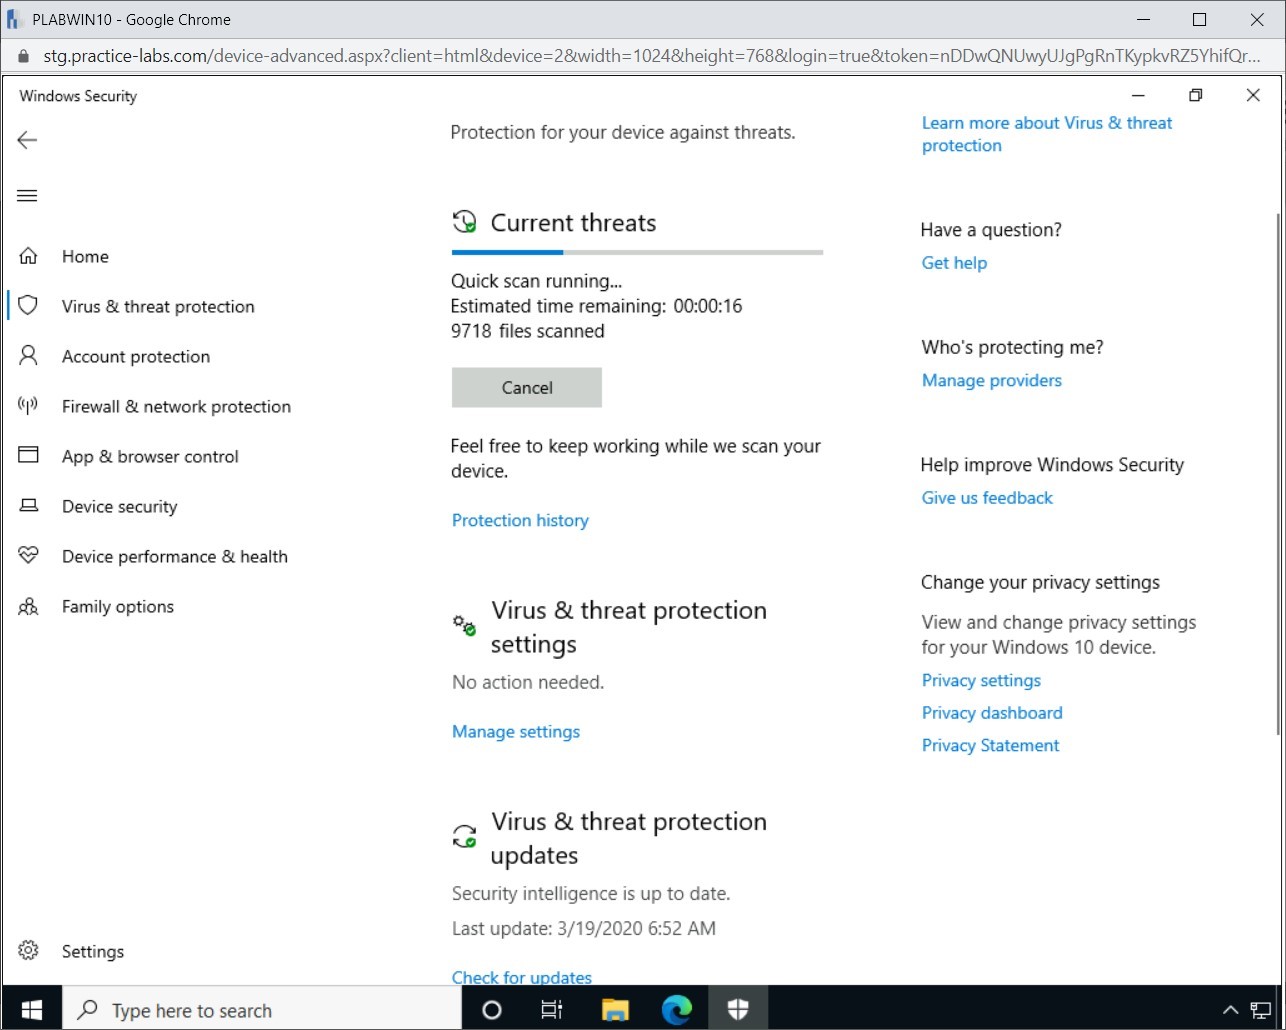 PLABWIN10 - Google Chrome
stg.practice-labs.com/device-advanced.aspx?client=html&device=2&width=1024&height=768&login=true&token=nDDwQNUwyUJgPgRnTKypkvRZ5YhifQr...
Windows Security
Home
Virus & threat protection
Account protection
Firewall & network protection
App & browser control
Device security
Device performance & health
Family options
Settings
Protection for your device against threats.
Current threats
Quick scan running...
Estimated time remaining: 00:00:16
9718 files scanned
Cancel
Feel free to keep working while we scan your
device.
Protection history
Virus & threat protection
settings
No action needed.
Manage settings
Virus & threat protection
updates
Security intelligence is up to date.
Last update: 3/19/2020 6:52 AM
Check for updates
Learn more about Virus & threat
protection
Have a question?
Get help
Who's protecting me?
Manage providers
Help improve Windows Security
Give us feedback
Change your privacy settings
View and change privacy settings
for your Windows 10 device.
Privacy settings
Privacy dashboard
Privacy Statement
Type here to search